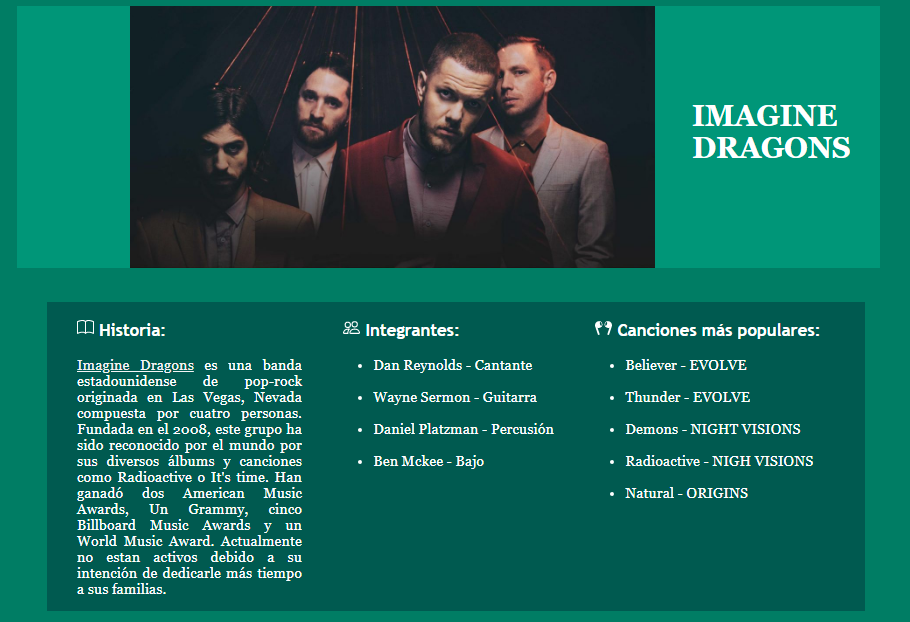 IMAGINE
DRAGONS
Historia:
Imagine Dragons es una banda
estadounidense de pop-rock
originada en Las Vegas, Nevada
compuesta por cuatro personas.
Fundada en el 2008, este grupo ha
sido reconocido por el mundo por
sus diversos álbums y canciones
como Radioactive o It's time. Han
ganadó dos American Music
Awards, Un Grammy, cinco
Billboard Music Awards y un
World Music Award. Actualmente
no estan activos debido a su
intención de dedicarle más tiempo
a sus familias.
Integrantes:
• Dan Reynolds - Cantante
• Wayne Sermon - Guitarra
• Daniel Platzman - Percusión
• Ben Mckee - Bajo
Canciones más populares:
• Believer - EVOLVE
• Thunder - EVOLVE
• Demons - NIGHT VISIONS
• Radioactive - NIGH VISIONS
• Natural - ORIGINS